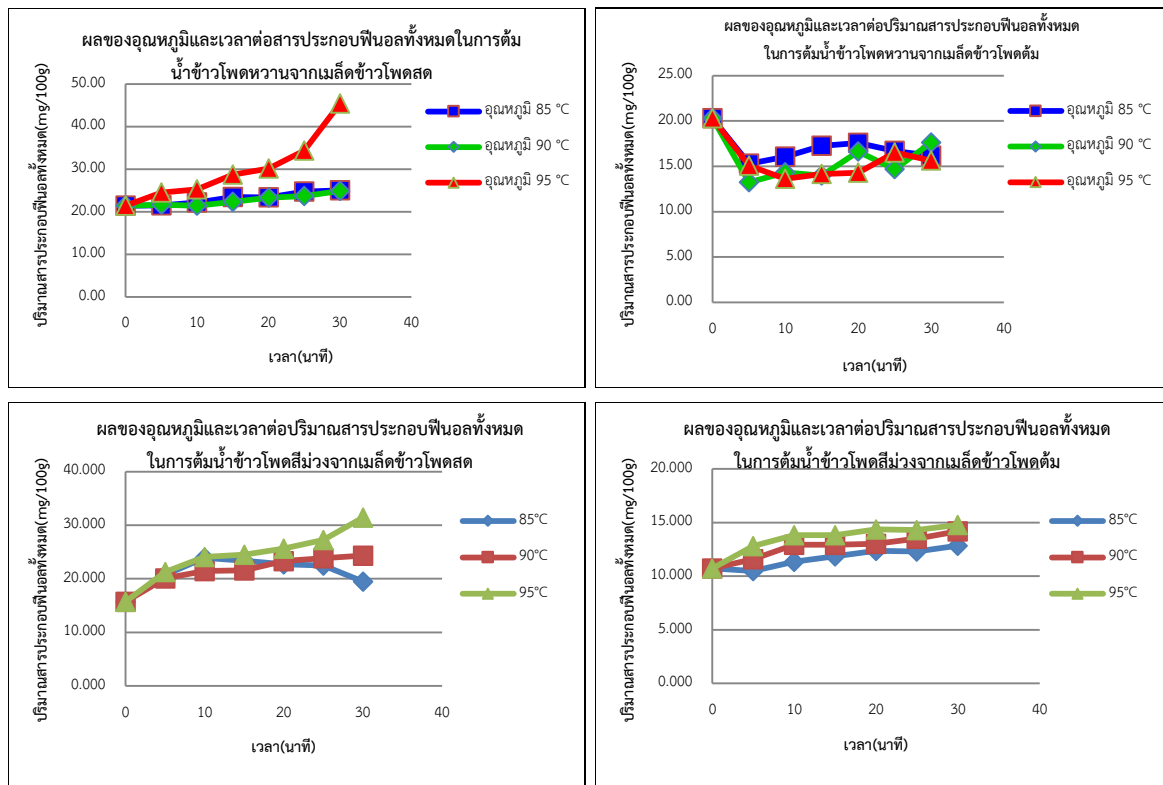 ผลของอุณหภูมิและเวลาต่อสารประกอบฟีนอลทั้งหมดในการต้ม
น้ำข้าวโพดหวานจากเมล็ดข้าวโพดสด
ปริมาณสารประกอบฟีนอลทั้งหมด(mg/100g)
50.00
40.00
30.00
20.00
10.00
0.00
0 10 20 30 40
เวลา(นาที)
อุณหภูมิ 85 °C
อุณหภูมิ 90 °C
อุณหภูมิ 95 °C
ผลของอุณหภูมิและเวลาต่อปริมาณสารประกอบฟีนอลทั้งหมด
ในการต้มน้ำข้าวโพดหวานจากเมล็ดข้าวโพดต้ม
ปริมาณสารประกอบฟีนอลทั้งหมด(mg/100g)
25.00
20.00
15.00
10.00
5.00
0.00
0 10 20 30 40
เวลา(นาที)
อุณหภูมิ 85 °C
อุณหภูมิ 90 °C
อุณหภูมิ 95 °C
ผลของอุณหภูมิและเวลาต่อปริมาณสารประกอบฟีนอลทั้งหมด
ในการต้มน้ำข้าวโพดสีม่วงจากเมล็ดข้าวโพดสด
ปริมาณสารประกอบฟีนอลทั้งหมด(mg/100g)
40.000
30.000
20.000
10.000
0.000
0 10 20 30 40
เวลา(นาที)
85°C
90°C
95°C
ผลของอุณหภูมิและเวลาต่อปริมาณสารประกอบฟีนอลทั้งหมด
ในการต้มน้ำข้าวโพดสีม่วงจากเมล็ดข้าวโพดต้ม
ปริมาณสารประกอบฟีนอลทั้งหมด(mg/100g)
20.000
15.000
10.000
5.000
0.000
0 10 20 30 40
เวลา(นาที)
85°C
90°C
95°C